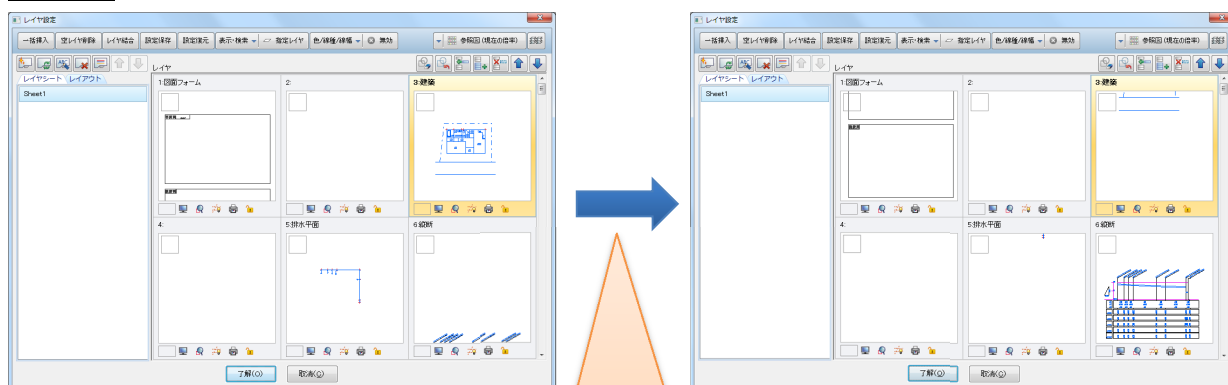 レイヤ設定
一括挿入 空レイヤ削除 レイヤ結合 設定保存 設定復元 表示・検索 指定レイヤ 色/線種/線幅 無効 参照図(現在の倍率)
レイヤ
レイヤシート レイアウト
Sheet1
1:図面フォーム 2: 3:建築
4: 5:排水平面 6:縦断
了解(O) 取消(C)
レイヤ設定
一括挿入 空レイヤ削除 レイヤ結合 設定保存 設定復元 表示・検索 指定レイヤ 色/線種/線幅 無効 参照図(現在の倍率)
レイヤ
レイヤシート レイアウト
Sheet1
1:図面フォーム 2: 3:建築
4: 5:排水平面 6:縦断
了解(O) 取消(C)